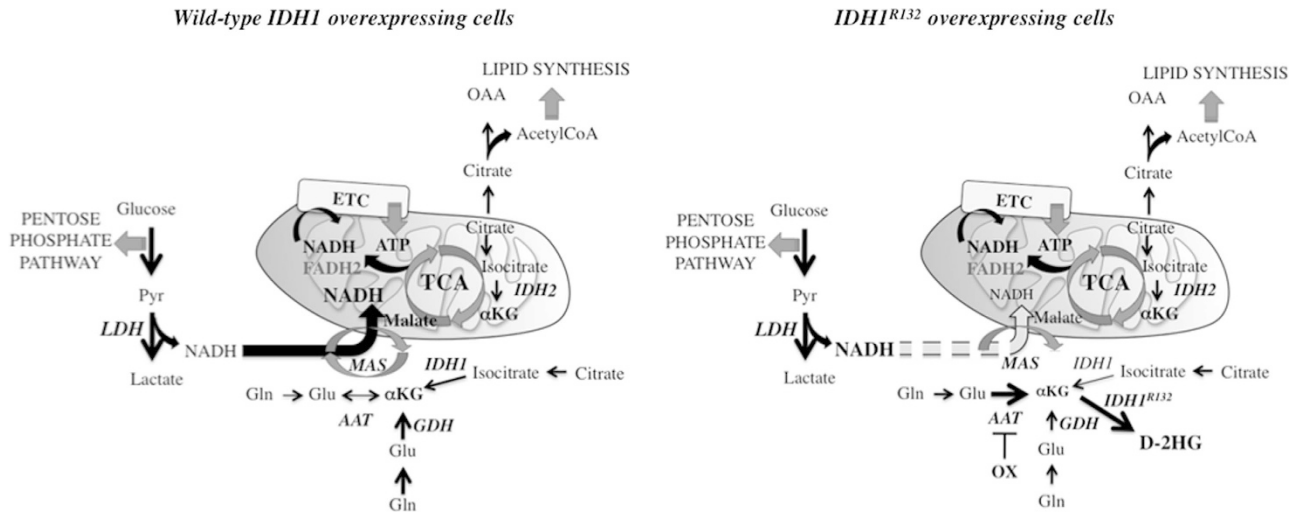 Wild-type IDH1 overexpressing cells
LIPID SYNTHESIS
OAA
AcetylCoA
Citrate
ETC
PENTOSE
PHOSPHATE
PATHWAY
Glucose
Citrate
NADH
ATP
FADH2
Isocitrate
TCA
IDH2
NADH
αKG
Pyr
Malate
LDH
NADH
MAS
IDH1
Lactate
Isocitrate
Citrate
Gln
Glu
αKG
AAT
GDH
Glu
Gln
IDH1R132 overexpressing cells
LIPID SYNTHESIS
OAA
AcetylCoA
Citrate
ETC
PENTOSE
PHOSPHATE
PATHWAY
Glucose
Citrate
NADH
ATP
FADH2
Isocitrate
TCA
IDH2
NADH
αKG
Pyr
Malate
LDH
NADH
MAS
IDH1
Lactate
Isocitrate
Citrate
Gln
Glu
αKG
IDH1R132
AAT
GDH
D-2HG
Glu
OX
Gln